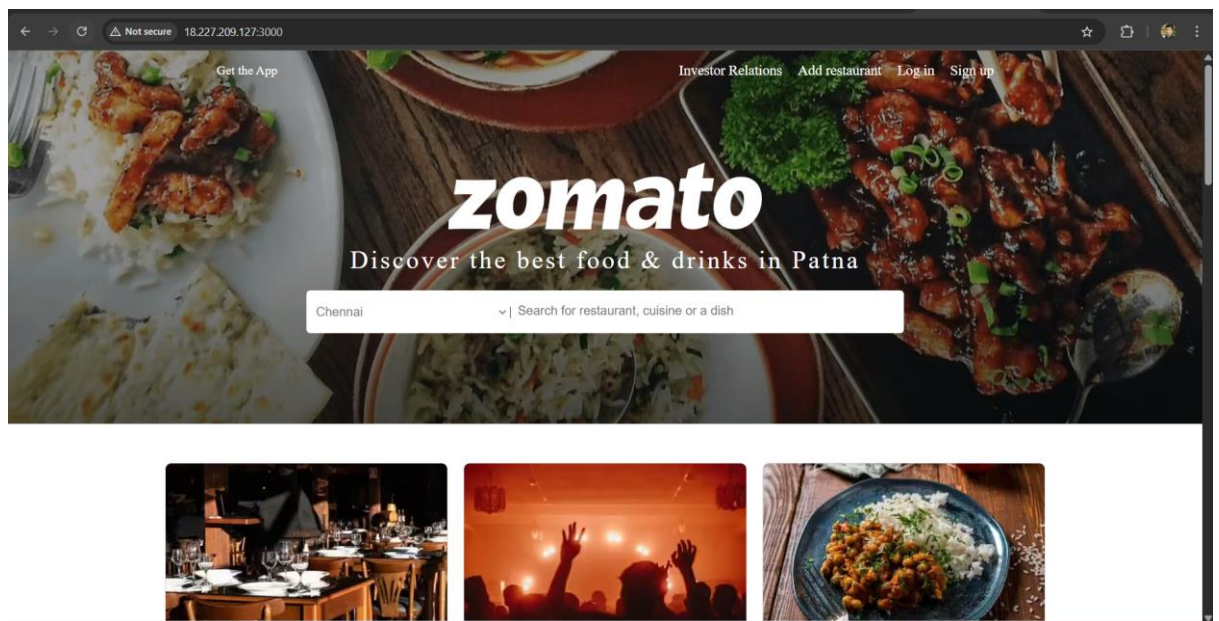 Not secure 18.227.209.127:3000
Get the App Investor Relations Add restaurant Log in Sign up
zomato
Discover the best food & drinks in Patna
Chennai | Search for restaurant, cuisine or a dish